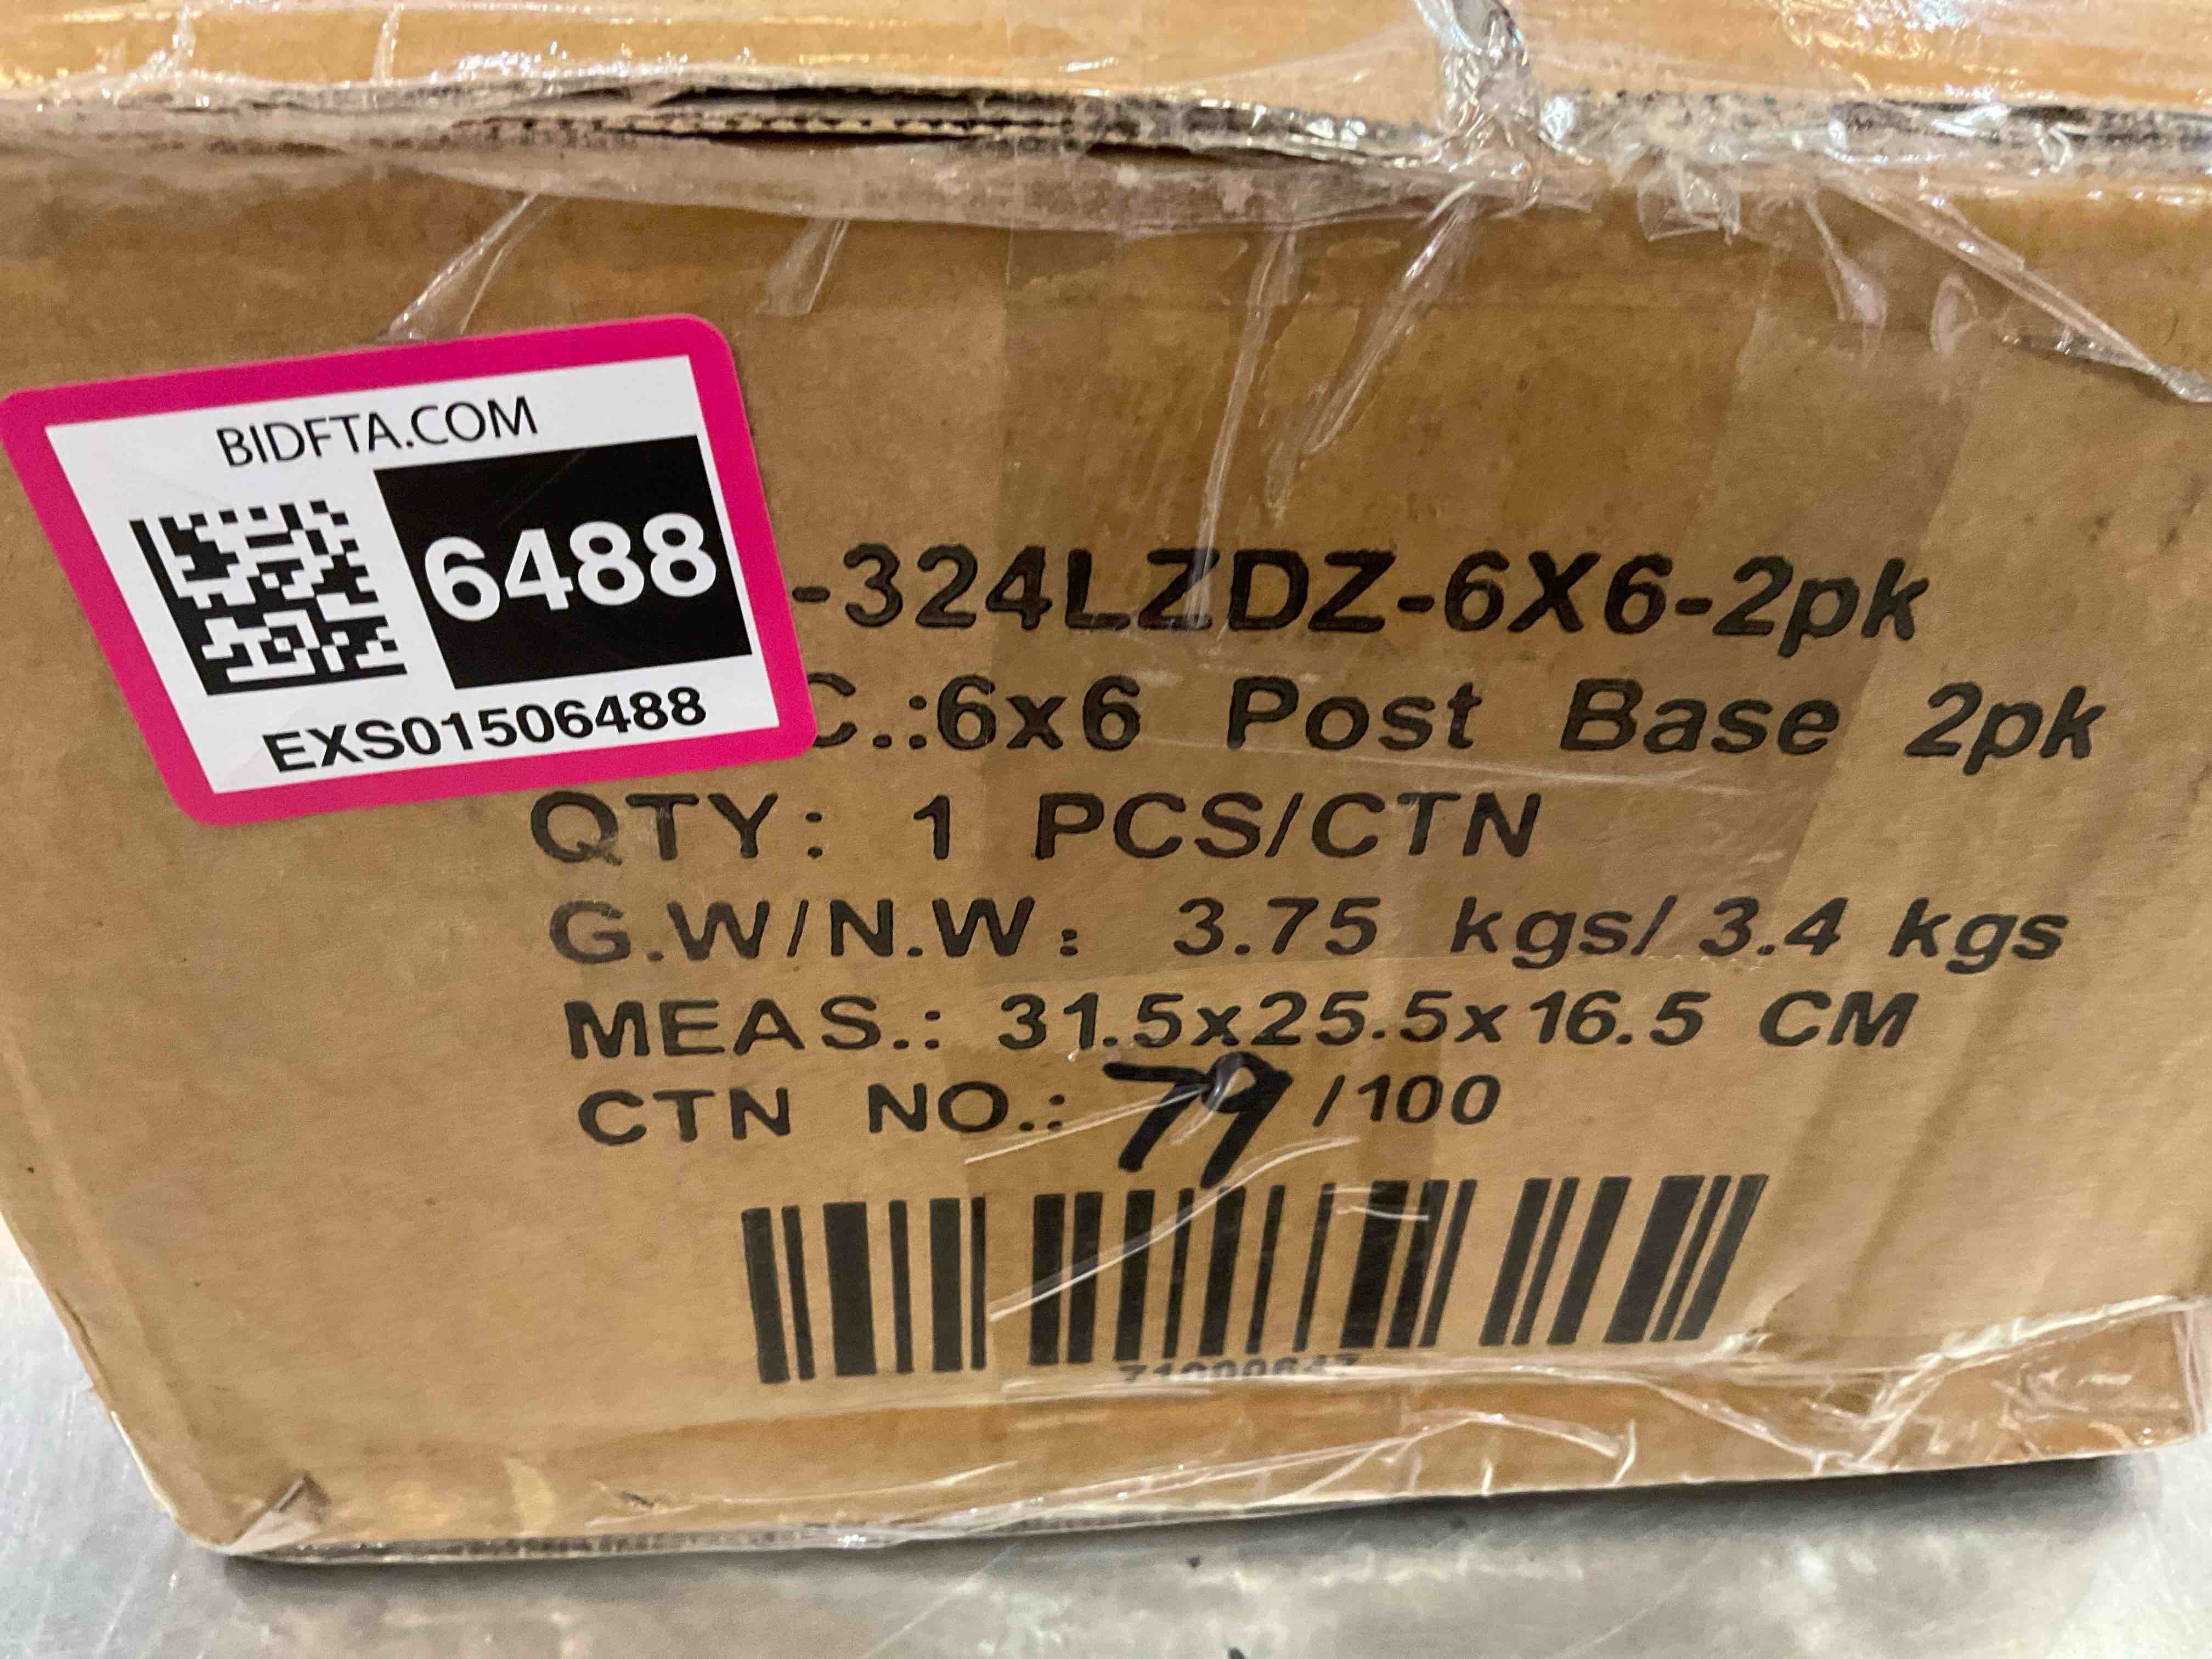 BIDFTA.COM
6488
EXS01506488
-324LZDZ-6X6-2pk
C.:6x6 Post Base 2pk
QTY: 1 PCS/CTN
G.W/N.W: 3.75 kgs/ 3.4 kgs
MEAS.: 31.5x25.5x16.5 CM
CTN NO.: 79 /100